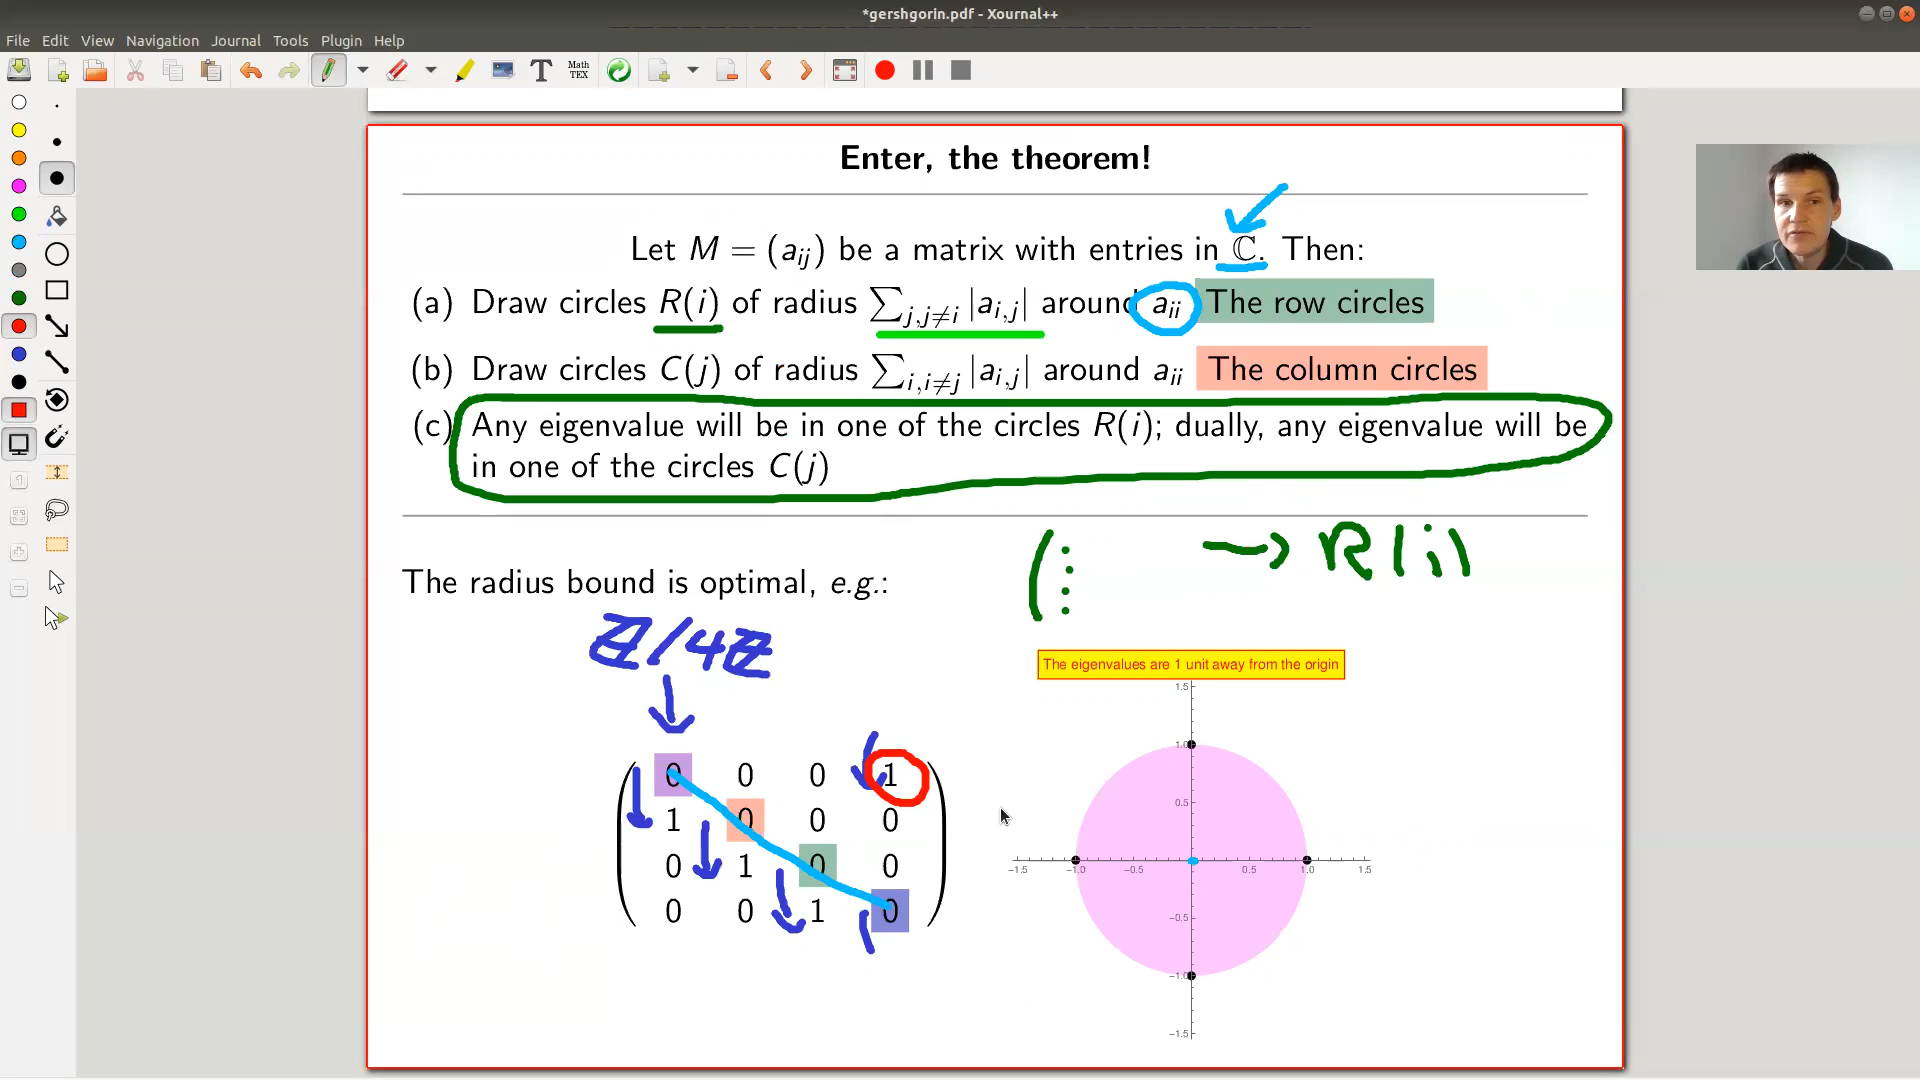 *gershgorin.pdf - Xournal++
File Edit View Navigation Journal Tools Plugin Help
T MATH TEX
Enter, the theorem!
Let M = (a_ij) be a matrix with entries in ℂ. Then:
(a) Draw circles R(i) of radius ∑_{j,j≠i} |a_{i,j}| around a_ii The row circles
(b) Draw circles C(j) of radius ∑_{i,i≠j} |a_{i,j}| around a_ii The column circles
(c) Any eigenvalue will be in one of the circles R(i); dually, any eigenvalue will be
in one of the circles C(j)
( → R(i)
The radius bound is optimal, e.g.:
ℤ/4ℤ
0 0 0 1
1 0 0 0
0 1 0 0
0 0 1 0
The eigenvalues are 1 unit away from the origin
1.5
1.0
0.5
-1.5 -1.0 -0.5 0.5 1.0 1.5
-0.5
-1.0
-1.5